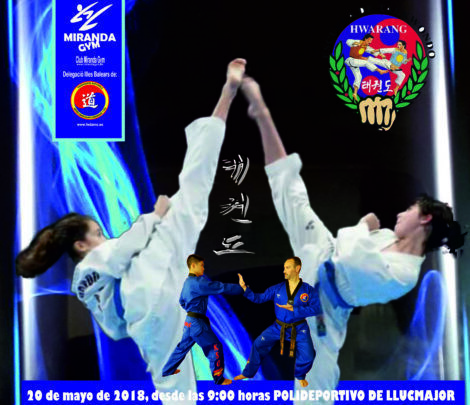 MIRANDA
GYM
Club Miranda Gym
Delegació Illes Balears de:
道
HWARANG
태권도
태권도
20 de mayo de 2018, desde las 9:00 horas POLIDEPORTIVO DE LLUCMAJOR